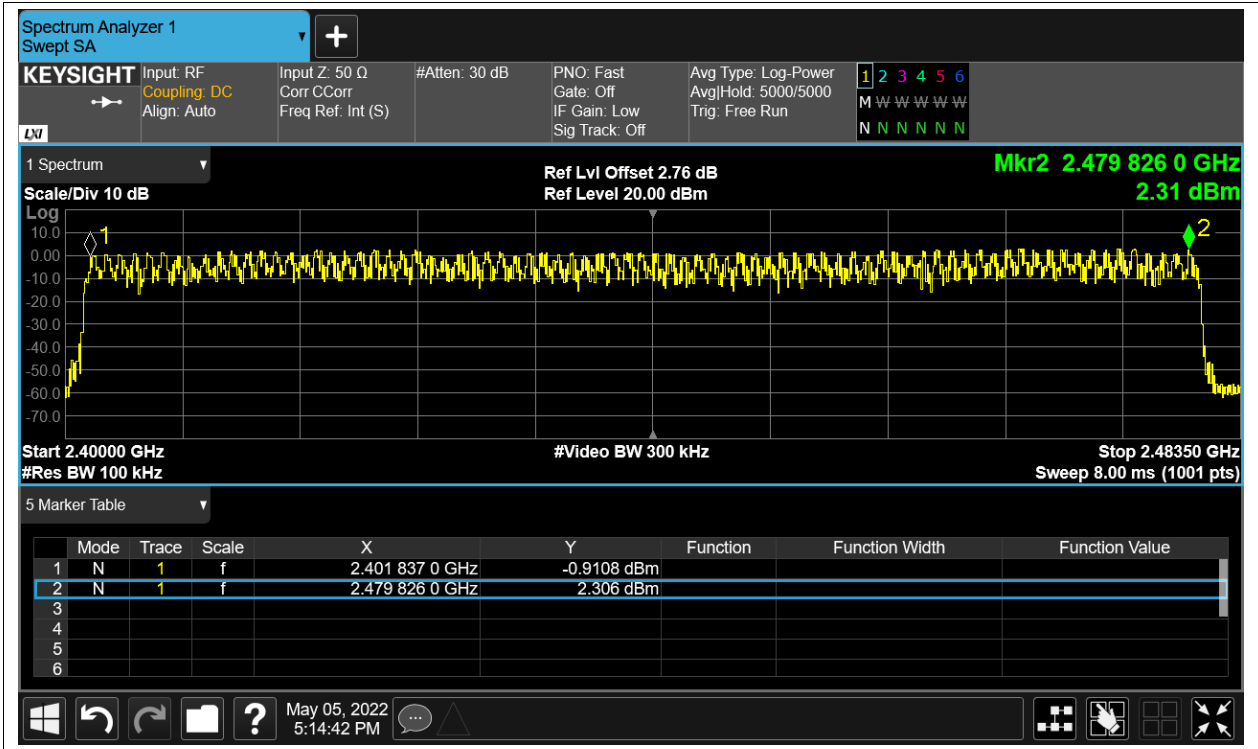 Spectrum Analyzer 1
Swept SA
+
KEYSIGHT
LXI
Input: RF
Coupling: DC
Align: Auto
Input Z: 50 Ω
Corr CCorr
Freq Ref: Int (S)
#Atten: 30 dB
PNO: Fast
Gate: Off
IF Gain: Low
Sig Track: Off
Avg Type: Log-Power
Avg|Hold: 5000/5000
Trig: Free Run
1 2 3 4 5 6
M W W W W W
N N N N N N
1 Spectrum
Scale/Div 10 dB
Ref Lvl Offset 2.76 dB
Ref Level 20.00 dBm
Mkr2 2.479 826 0 GHz
2.31 dBm
Log
10.0
0.00
-10.0
-20.0
-30.0
-40.0
-50.0
-60.0
-70.0
1
2
Start 2.40000 GHz
#Res BW 100 kHz
#Video BW 300 kHz
Stop 2.48350 GHz
Sweep 8.00 ms (1001 pts)
5 Marker Table
Mode Trace Scale X Y Function Function Width Function Value
1 N 1 f 2.401 837 0 GHz -0.9108 dBm
2 N 1 f 2.479 826 0 GHz 2.306 dBm
3
4
5
6
?
May 05, 2022
5:14:42 PM